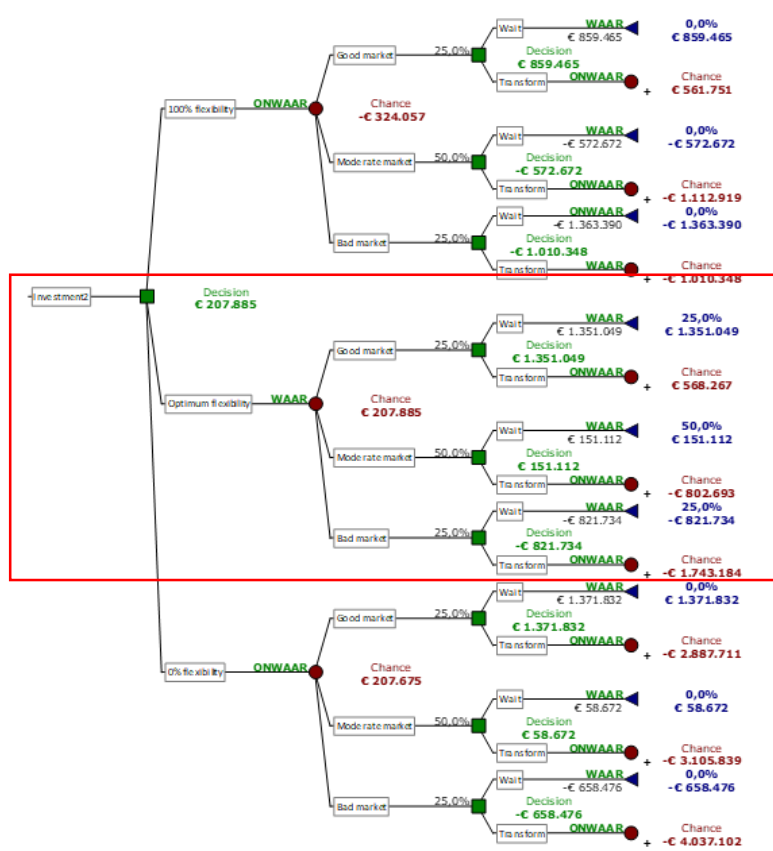 Wait
WAAR
€ 859.465
0,0%
€ 859.465
Good market
25,0%
Decision
€ 859.465
Transform
ONWAAR
+
Chance
€ 561.751
100% flexibility
ONWAAR
Chance
-€ 324.057
Wait
WAAR
-€ 572.672
0,0%
-€ 572.672
Moderate market
50,0%
Decision
-€ 572.672
Transform
ONWAAR
+
Chance
-€ 1.112.919
Wait
ONWAAR
-€ 1.363.390
0,0%
-€ 1.363.390
Bad market
25,0%
Decision
-€ 1.010.348
Transform
WAAR
+
Chance
-€ 1.010.348
Investment2
Decision
€ 207.885
Wait
WAAR
€ 1.351.049
25,0%
€ 1.351.049
Good market
25,0%
Decision
€ 1.351.049
Transform
ONWAAR
+
Chance
€ 568.267
Optimum flexibility
WAAR
Chance
€ 207.885
Wait
WAAR
€ 151.112
50,0%
€ 151.112
Moderate market
50,0%
Decision
€ 151.112
Transform
ONWAAR
+
Chance
-€ 802.693
Wait
WAAR
-€ 821.734
25,0%
-€ 821.734
Bad market
25,0%
Decision
-€ 821.734
Transform
ONWAAR
+
Chance
-€ 1.743.184
Wait
WAAR
€ 1.371.832
0,0%
€ 1.371.832
Good market
25,0%
Decision
€ 1.371.832
Transform
ONWAAR
+
Chance
-€ 2.887.711
0% flexibility
ONWAAR
Chance
€ 207.675
Wait
WAAR
€ 58.672
0,0%
€ 58.672
Moderate market
50,0%
Decision
€ 58.672
Transform
ONWAAR
+
Chance
-€ 3.105.839
Wait
WAAR
-€ 658.476
0,0%
-€ 658.476
Bad market
25,0%
Decision
-€ 658.476
Transform
ONWAAR
+
Chance
-€ 4.037.102